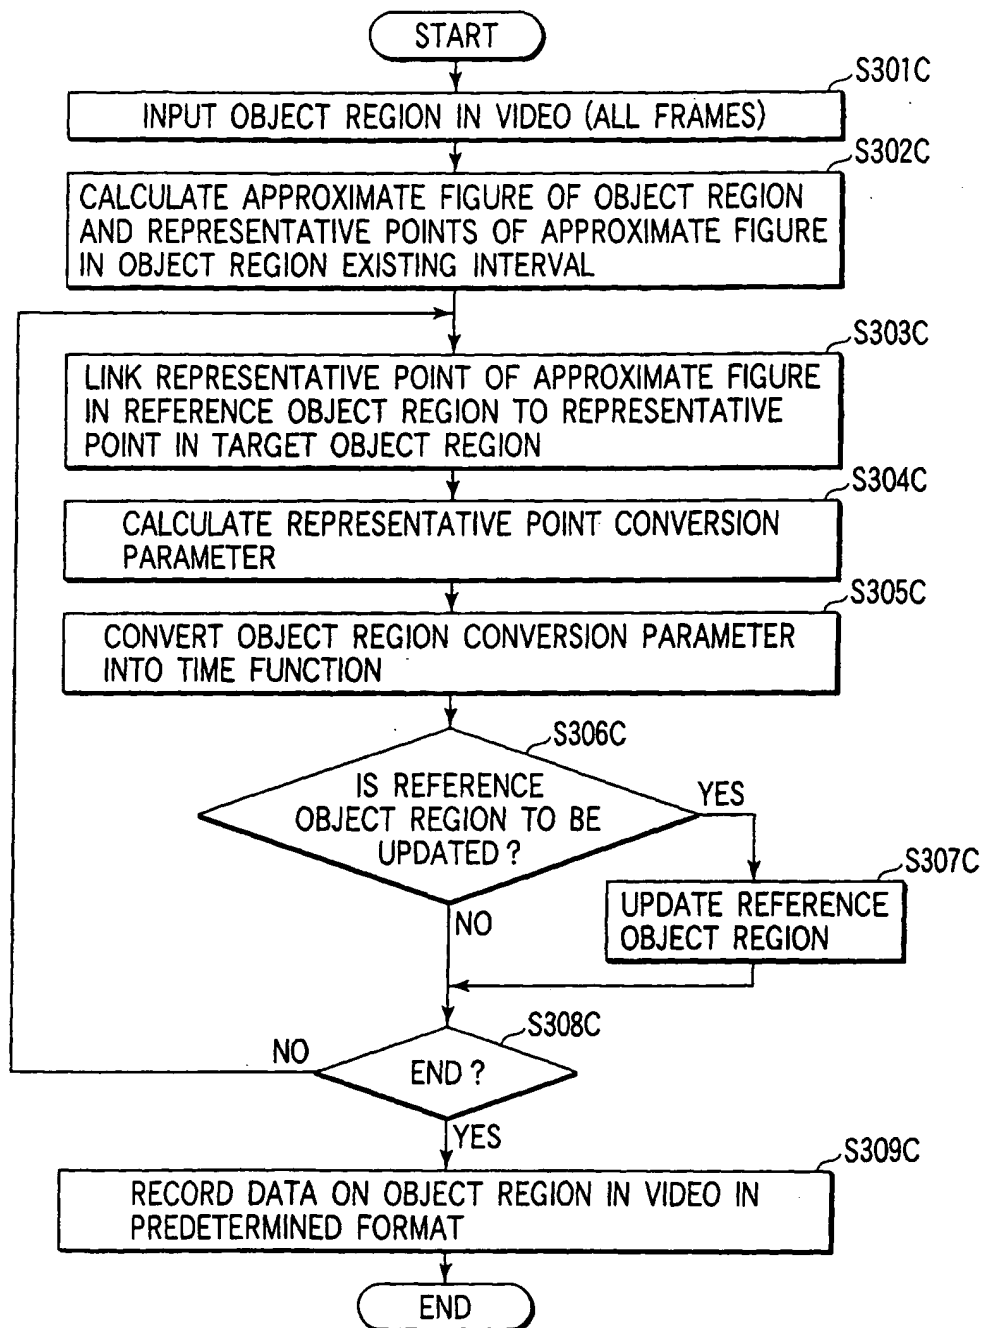 START
S301C
INPUT OBJECT REGION IN VIDEO (ALL FRAMES)
S302C
CALCULATE APPROXIMATE FIGURE OF OBJECT REGION
AND REPRESENTATIVE POINTS OF APPROXIMATE FIGURE
IN OBJECT REGION EXISTING INTERVAL
S303C
LINK REPRESENTATIVE POINT OF APPROXIMATE FIGURE
IN REFERENCE OBJECT REGION TO REPRESENTATIVE
POINT IN TARGET OBJECT REGION
S304C
CALCULATE REPRESENTATIVE POINT CONVERSION
PARAMETER
S305C
CONVERT OBJECT REGION CONVERSION PARAMETER
INTO TIME FUNCTION
S306C
IS REFERENCE
OBJECT REGION TO BE
UPDATED ?
YES
S307C
UPDATE REFERENCE
OBJECT REGION
NO
S308C
NO
END ?
YES
S309C
RECORD DATA ON OBJECT REGION IN VIDEO IN
PREDETERMINED FORMAT
END